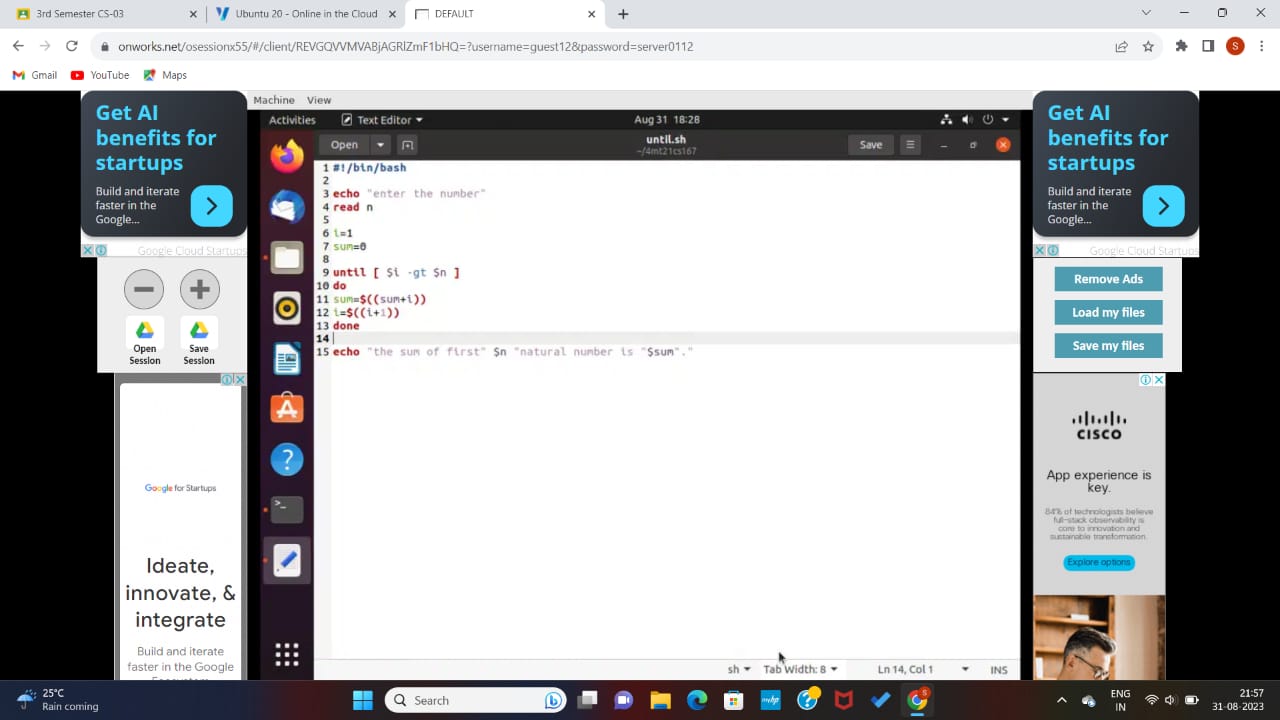 3rd Semester CS-03
Ubuntu 20 - Online in the Cloud
DEFAULT
onworks.net/osessionx55/#/client/REVGQVVMVABjAGRlZmF1bHQ=?username=guest12&password=server0112
S
Gmail
YouTube
Maps
Get AI
benefits for
startups
Build and iterate
faster in the
Google...
Google Cloud Startups
Open
Session
Save
Session
Google for Startups
Ideate,
innovate, &
integrate
Build and iterate
faster in the Google
Machine View
Activities Text Editor Aug 31 18:28
Open
until.sh
~/4mt21cs167
Save
1 #!/bin/bash
2
3 echo "enter the number"
4 read n
5
6 i=1
7 sum=0
8
9 until [ $i -gt $n ]
10 do
11 sum=$((sum+i))
12 i=$((i+1))
13 done
14
15 echo "the sum of first" $n "natural number is "$sum"."
sh Tab Width: 8 Ln 14, Col 1 INS
Get AI
benefits for
startups
Build and iterate
faster in the
Google...
Google Cloud Startups
Remove Ads
Load my files
Save my files
CISCO
App experience is
key.
84% of technologists believe
full-stack observability is
core to innovation and
sustainable transformation.
Explore options
25°C
Rain coming
Search
myhp
S
ENG
IN
21:57
31-08-2023